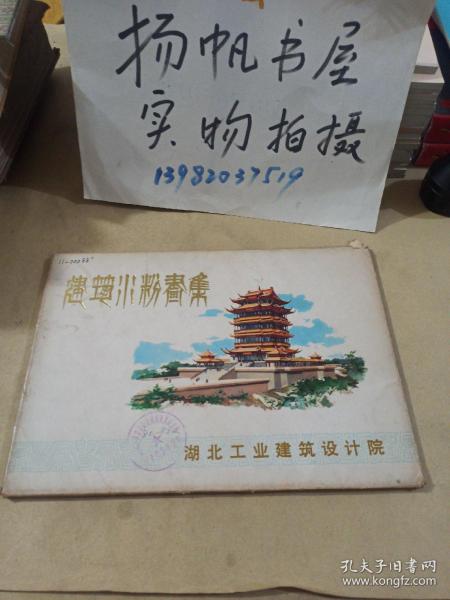 扬帆书屋
实物拍摄
13982037519
建筑水粉画集
湖北工业建筑设计院
孔夫子旧书网
www.kongfz.com